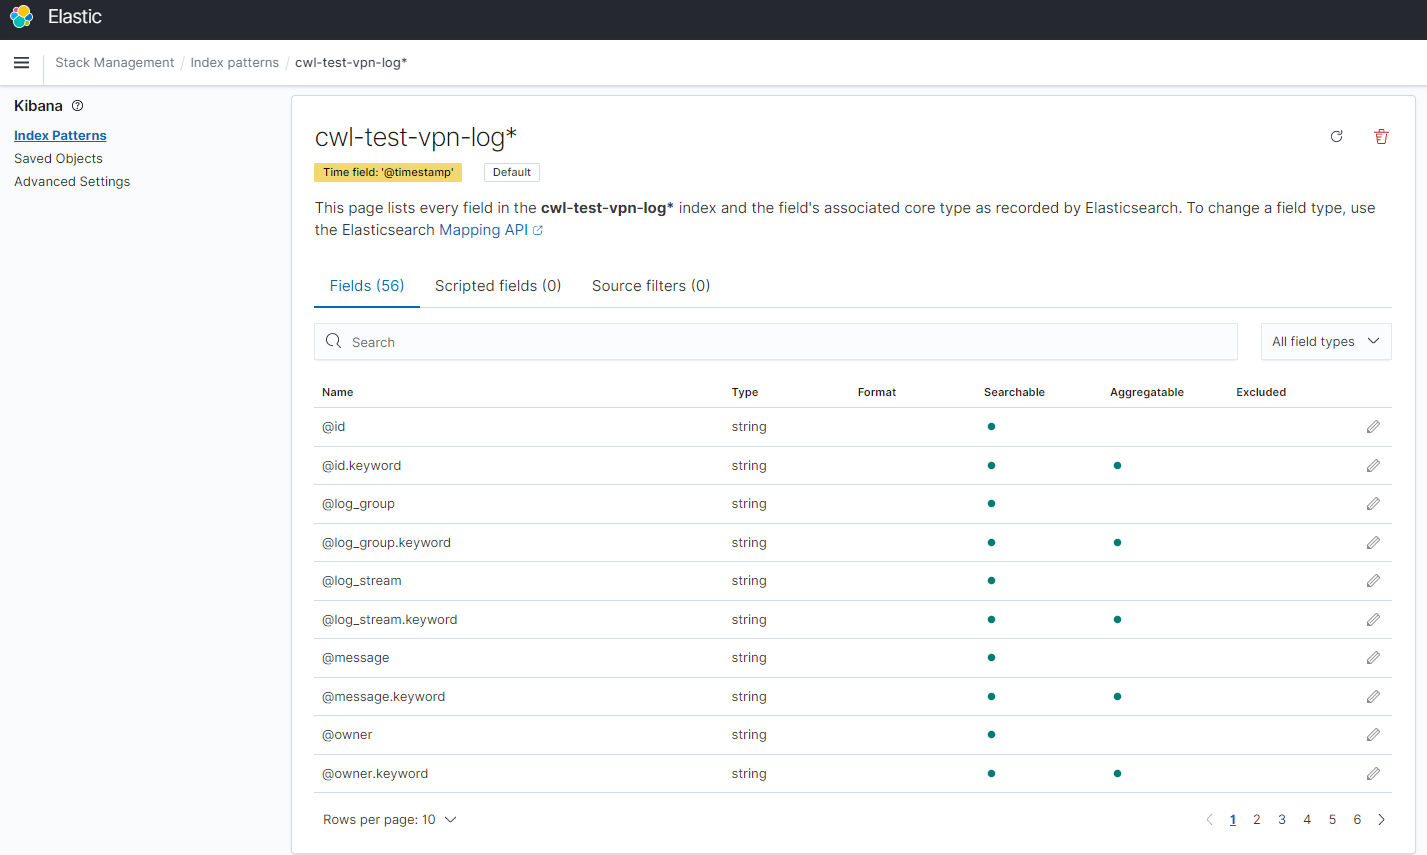 Elastic
Stack Management / Index patterns / cwl-test-vpn-log*
Kibana
Index Patterns
Saved Objects
Advanced Settings
cwl-test-vpn-log*
Time field: '@timestamp' Default
This page lists every field in the cwl-test-vpn-log* index and the field's associated core type as recorded by Elasticsearch. To change a field type, use
the Elasticsearch Mapping API
Fields (56) Scripted fields (0) Source filters (0)
Search All field types
Name Type Format Searchable Aggregatable Excluded
@id string
@id.keyword string
@log_group string
@log_group.keyword string
@log_stream string
@log_stream.keyword string
@message string
@message.keyword string
@owner string
@owner.keyword string
Rows per page: 10 1 2 3 4 5 6